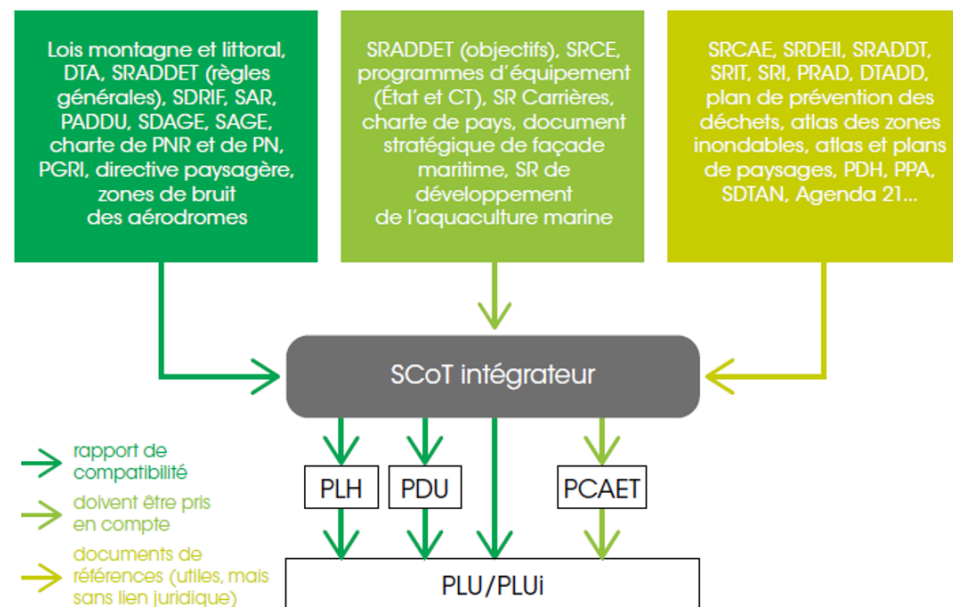 Lois montagne et littoral,
DTA, SRADDET (règles
générales), SDRIF, SAR,
PADDU, SDAGE, SAGE,
charte de PNR et de PN,
PGRI, directive paysagère,
zones de bruit
des aérodromes
SRADDET (objectifs), SRCE,
programmes d'équipement
(État et CT), SR Carrières,
charte de pays, document
stratégique de façade
maritime, SR de
développement
de l'aquaculture marine
SRCAE, SRDEII, SRADDT,
SRIT, SRI, PRAD, DTADD,
plan de prévention des
déchets, atlas des zones
inondables, atlas et plans
de paysages, PDH, PPA,
SDTAN, Agenda 21...
SCoT intégrateur
rapport de
compatibilité
doivent être pris
en compte
documents de
références (utiles, mais
sans lien juridique)
PLH
PDU
PCAET
PLU/PLUi